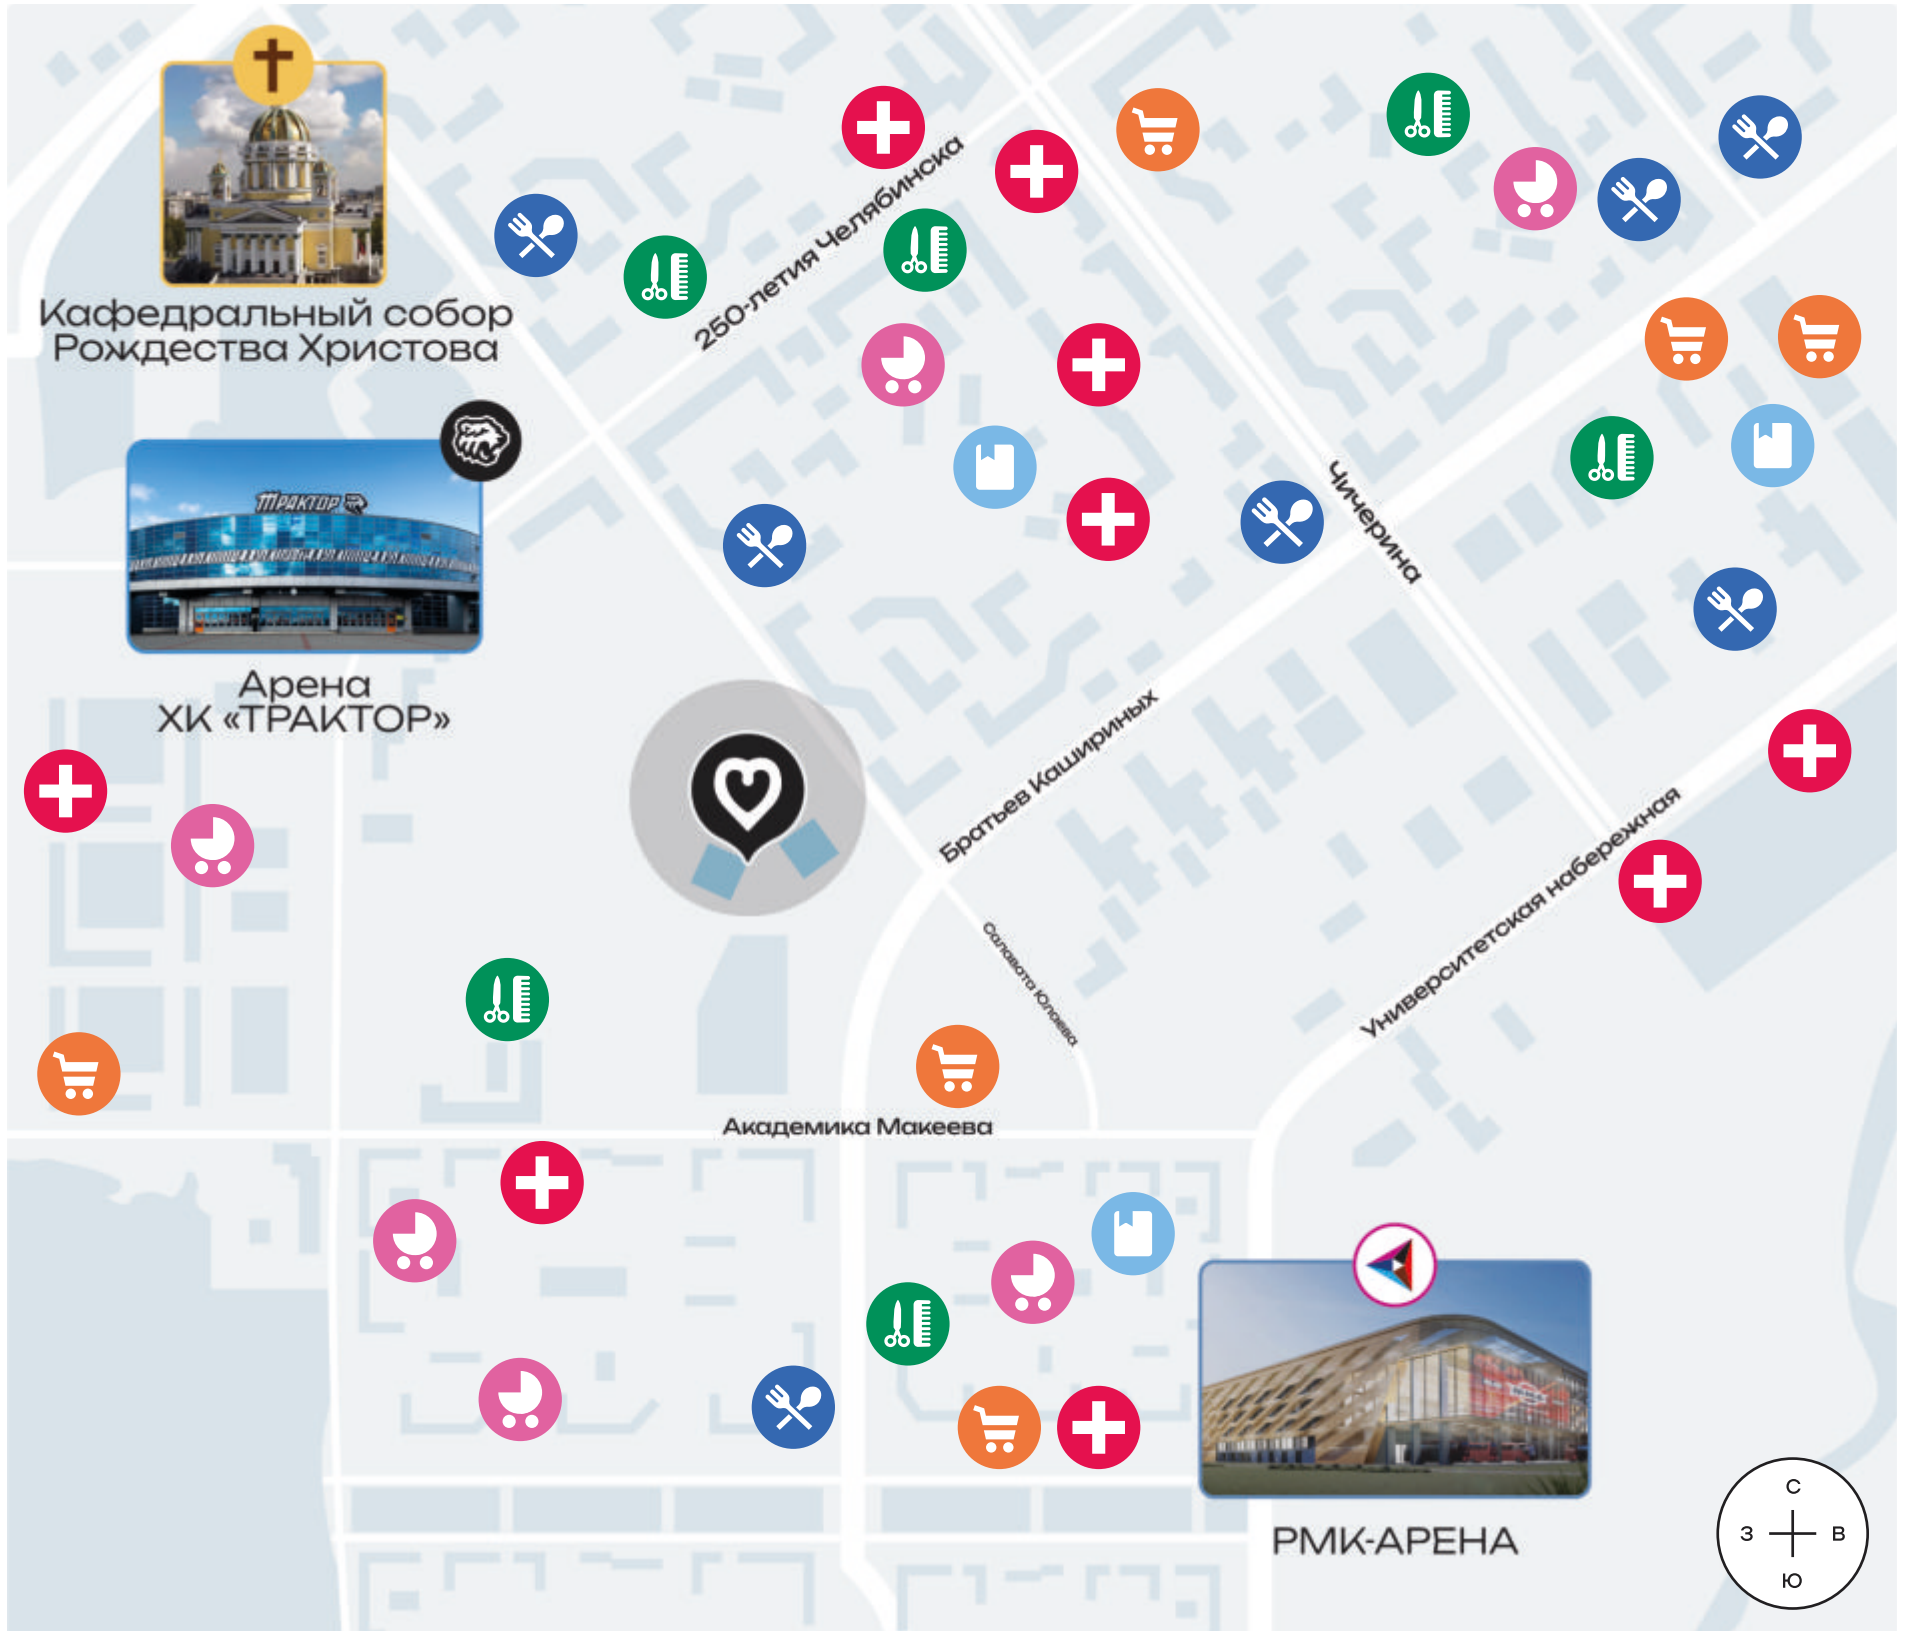 250-летия Челябинска
Кафедральный собор
Рождества Христова
ТРАКТОР
Чичерина
Арена
ХК «ТРАКТОР»
Братьев Кашириных
Университетская набережная
Салавата Юлаева
Академика Макеева
РМК-АРЕНА
С
З В
Ю